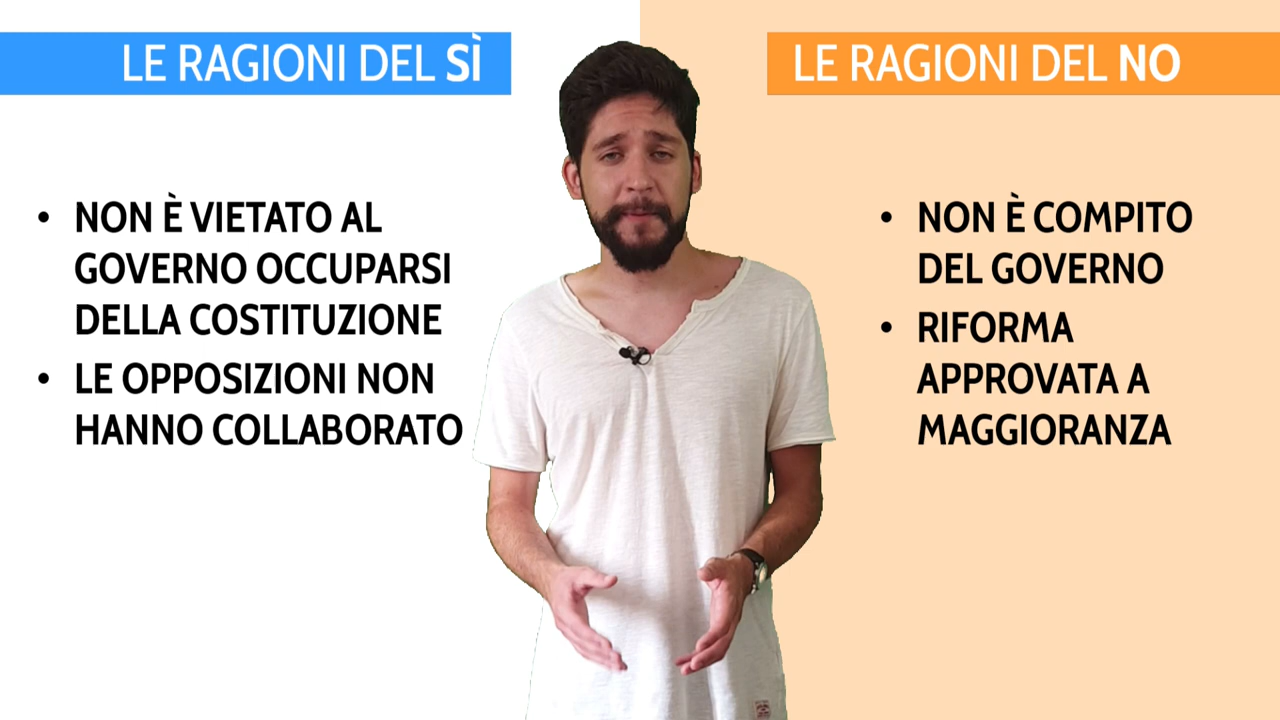 LE RAGIONI DEL SÌ
• NON È VIETATO AL
GOVERNO OCCUPARSI
DELLA COSTITUZIONE
• LE OPPOSIZIONI NON
HANNO COLLABORATO
LE RAGIONI DEL NO
• NON È COMPITO
DEL GOVERNO
• RIFORMA
APPROVATA A
MAGGIORANZA